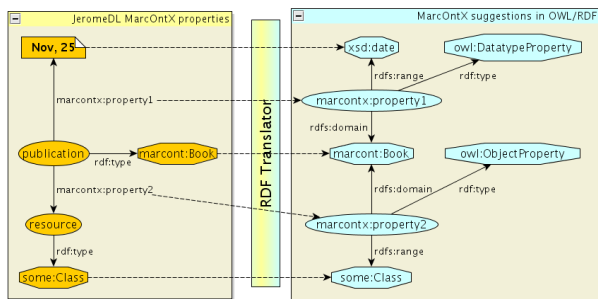 JeromeDL MarcOntX properties
Nov, 25
marcontx:property1
publication
rdf:type
marcont:Book
marcontx:property2
resource
rdf:type
some:Class
RDF Translator
MarcOntX suggestions in OWL/RDF
xsd:date
owl:DatatypeProperty
rdfs:range
rdf:type
marcontx:property1
rdfs:domain
marcont:Book
owl:ObjectProperty
rdfs:domain
rdf:type
marcontx:property2
rdfs:range
some:Class